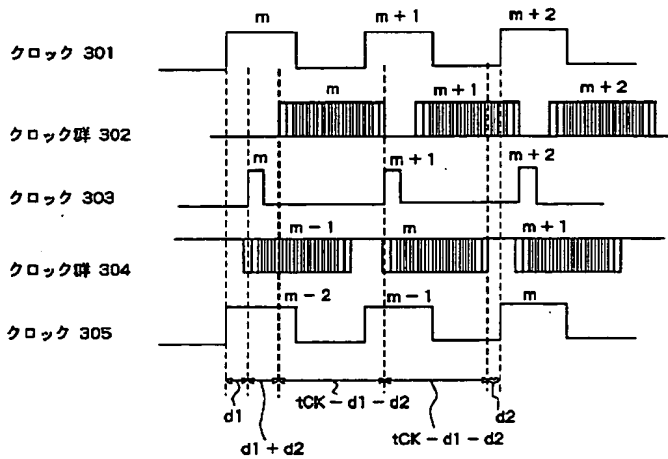 m m+1 m+2
クロック 301
m m+1 m+2
クロック群 302
m m+1 m+2
クロック 303
m-1 m m+1
クロック群 304
m-2 m-1 m
クロック 305
d1 d1+d2 tCK-d1-d2 tCK-d1-d2 d2